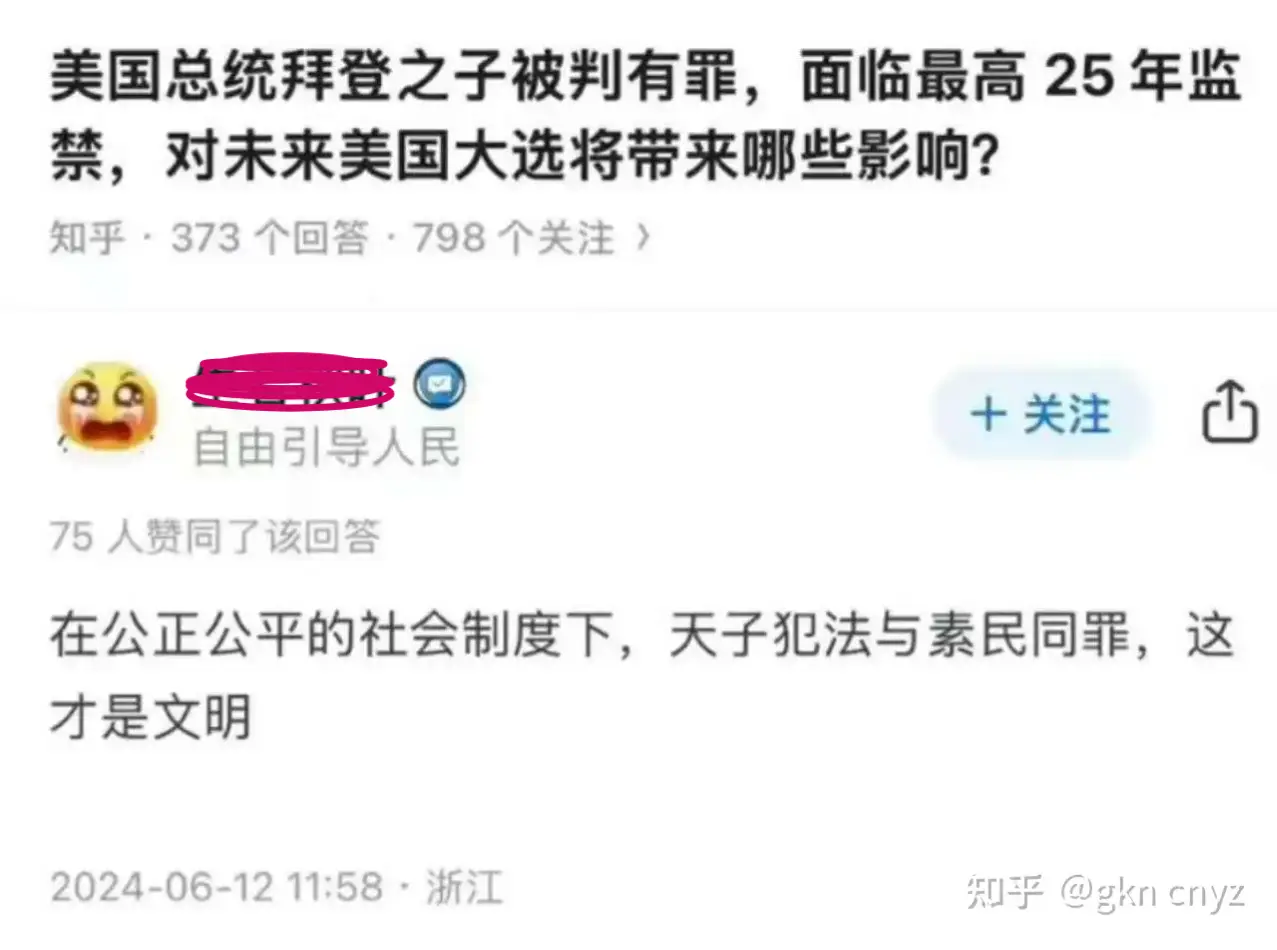 美国总统拜登之子被判有罪，面临最高 25 年监
禁，对未来美国大选将带来哪些影响？
知乎 · 373 个回答 · 798 个关注 >
自由引导人民
+ 关注
75 人赞同了该回答
在公正公平的社会制度下，天子犯法与素民同罪，这
才是文明
2024-06-12 11:58 · 浙江
知乎 @gkn cnyz